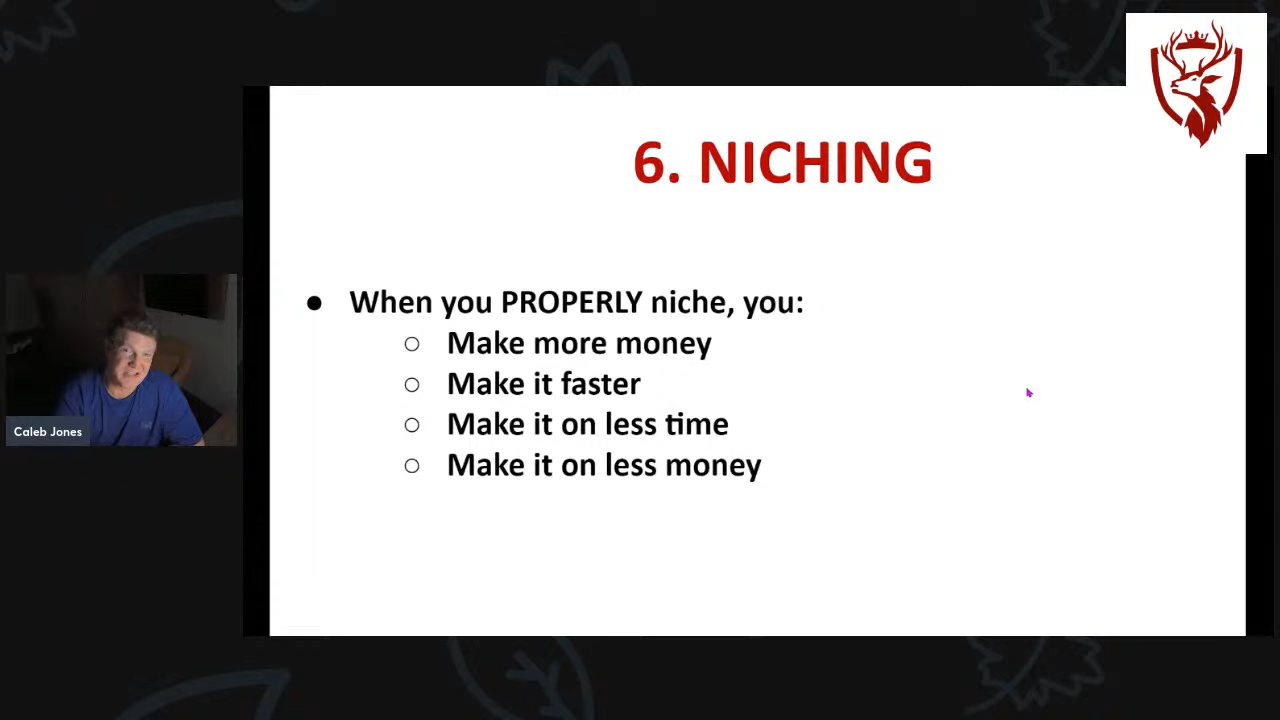 6. NICHING
● When you PROPERLY niche, you:
○ Make more money
○ Make it faster
○ Make it on less time
○ Make it on less money
Caleb Jones